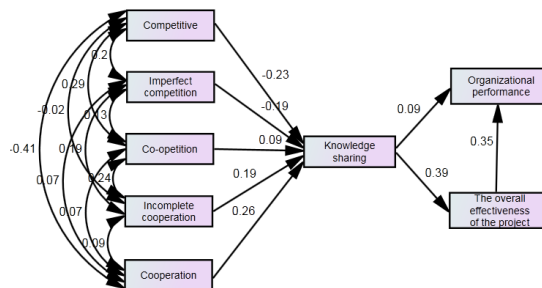 Competitive
0.2
-0.23
Imperfect
competition
0.29
-0.02
0.13
-0.19
-0.41
Co-opetition
0.09
Knowledge
sharing
0.09
Organizational
performance
0.35
0.39
0.19
0.24
0.07
0.07
Incomplete
cooperation
0.19
0.26
0.09
Cooperation
The overall
effectiveness
of the project